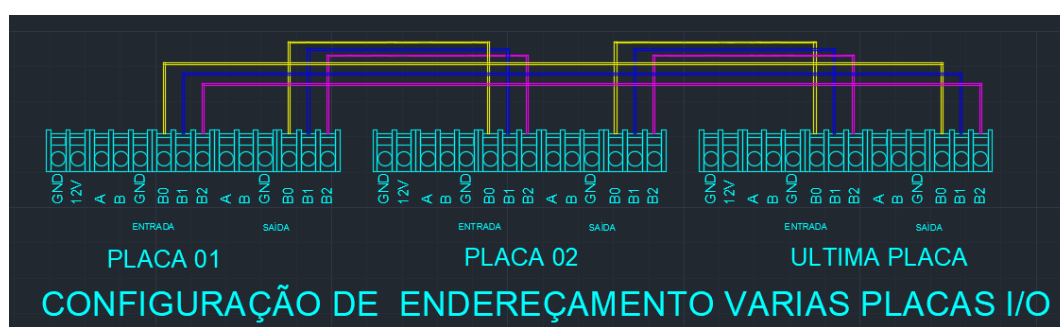 GND 12V A B GND B0 B1 B2 A B GND B0 B1 B2
GND 12V A B GND B0 B1 B2 A B GND B0 B1 B2
GND 12V A B GND B0 B1 B2 A B GND B0 B1 B2
ENTRADA SAÍDA ENTRADA SAÍDA ENTRADA SAÍDA
PLACA 01 PLACA 02 ULTIMA PLACA
CONFIGURAÇÃO DE ENDEREÇAMENTO VARIAS PLACAS I/O